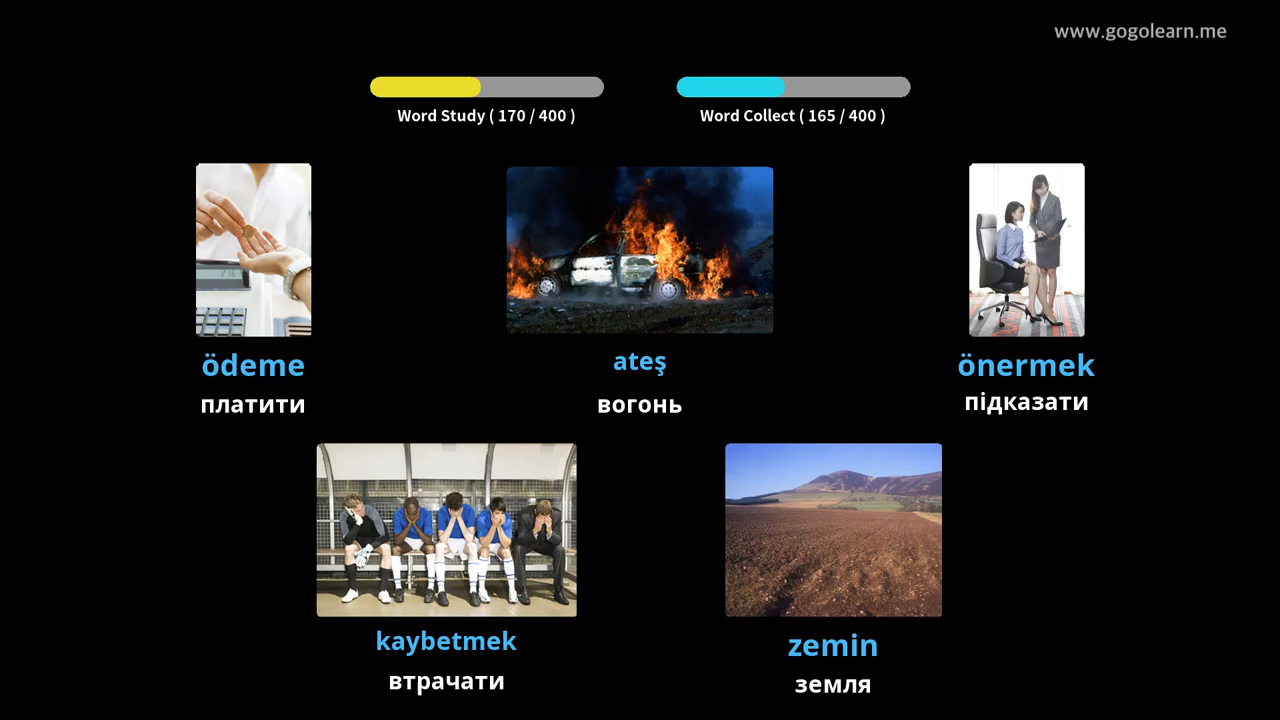 www.gogolearn.me
Word Study ( 170 / 400 )
Word Collect ( 165 / 400 )
ödeme
платити
ateş
вогонь
önermek
підказати
kaybetmek
втрачати
zemin
земля